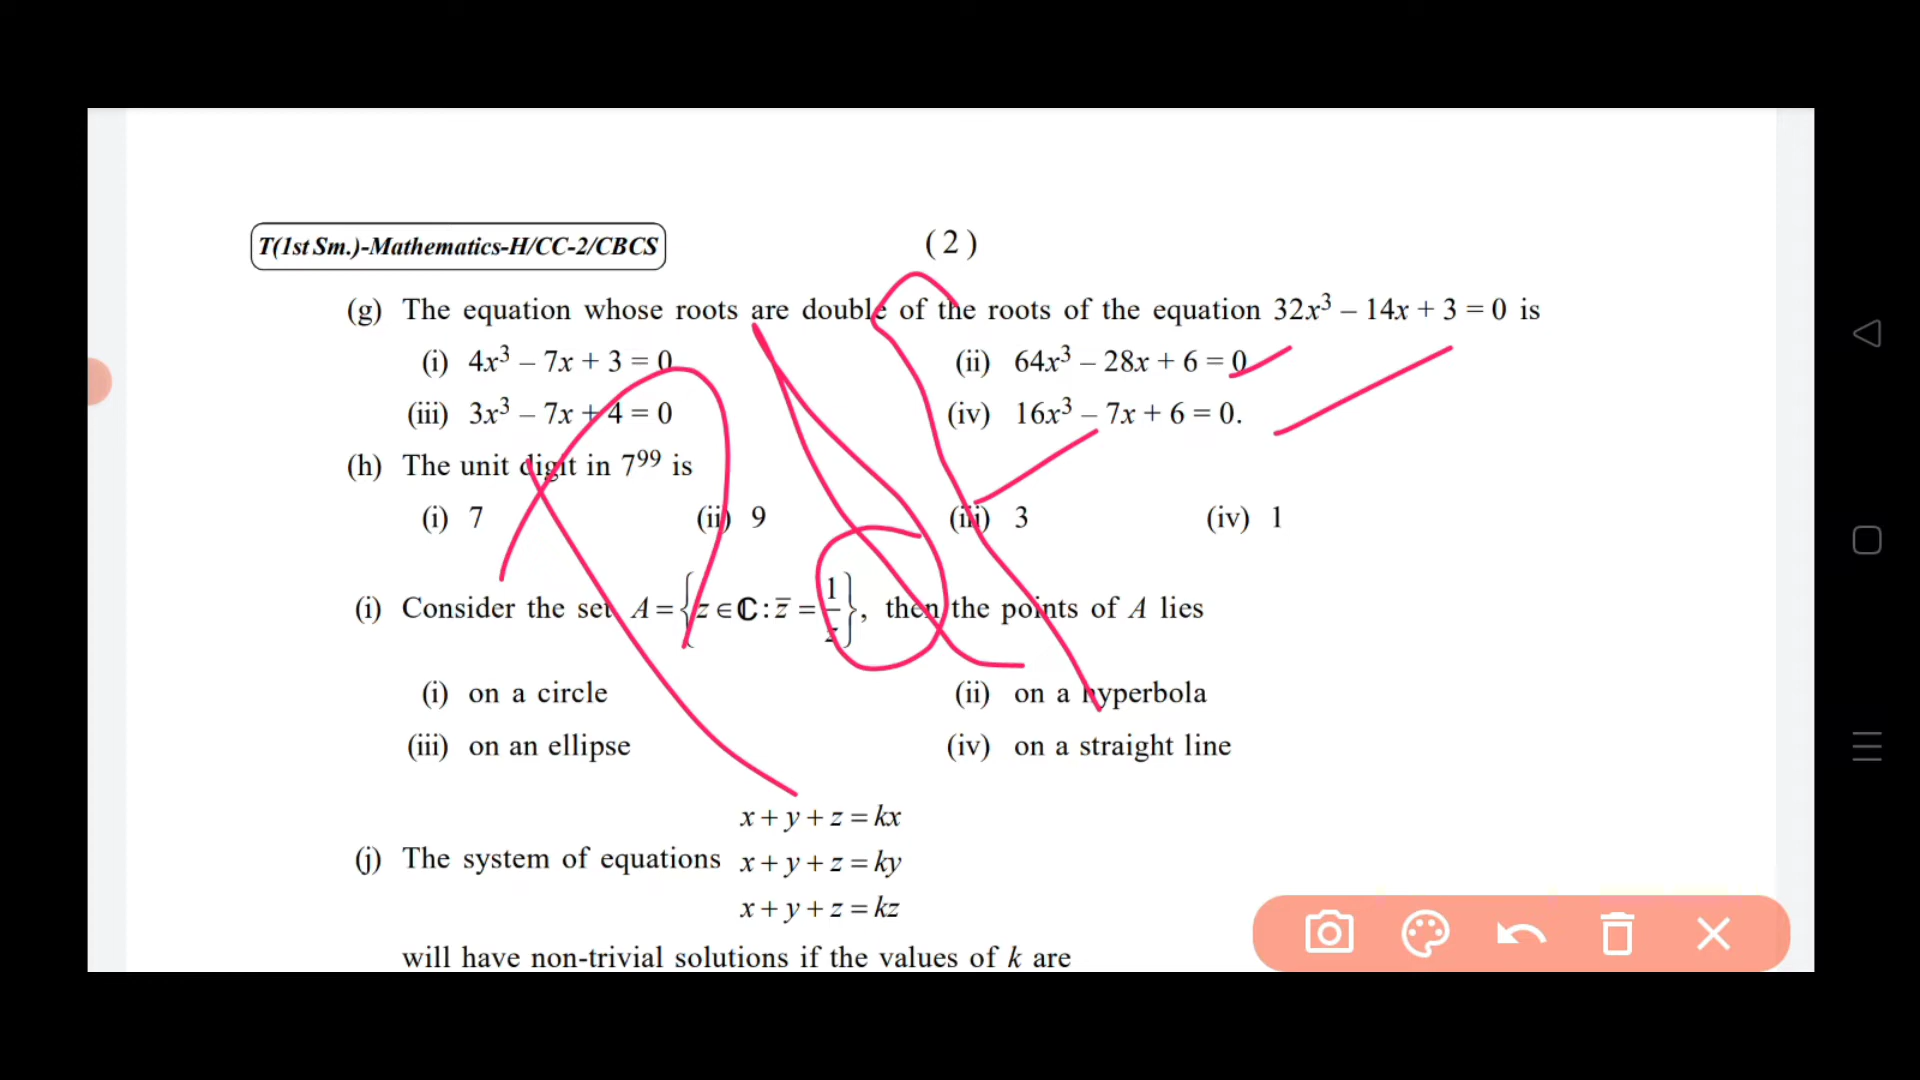 T(1st Sm.)-Mathematics-H/CC-2/CBCS (2)
(g) The equation whose roots are double of the roots of the equation 32x³ – 14x + 3 = 0 is
(i) 4x³ – 7x + 3 = 0 (ii) 64x³ – 28x + 6 = 0
(iii) 3x³ – 7x + 4 = 0 (iv) 16x³ – 7x + 6 = 0.
(h) The unit digit in 7⁹⁹ is
(i) 7 (ii) 9 (iii) 3 (iv) 1
(i) Consider the set A = {z ∈ ℂ : z̄ = 1/z}, then the points of A lies
(i) on a circle (ii) on a hyperbola
(iii) on an ellipse (iv) on a straight line
x + y + z = kx
(j) The system of equations x + y + z = ky
x + y + z = kz
will have non-trivial solutions if the values of k are